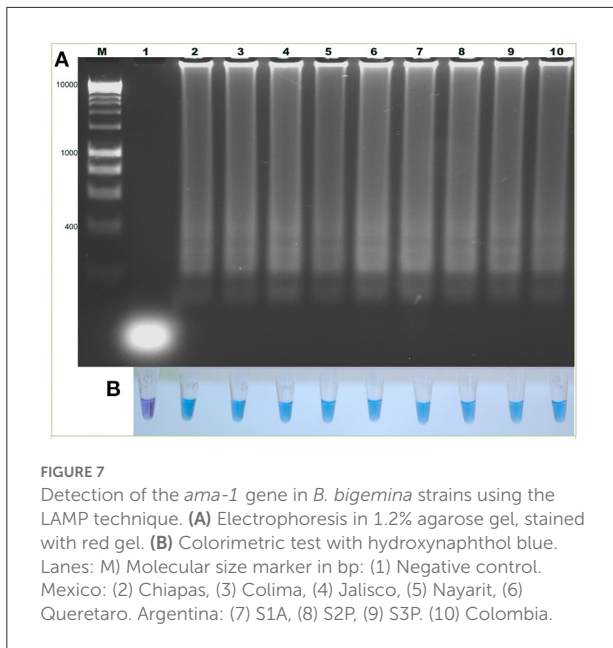 A
M 1 2 3 4 5 6 7 8 9 10
10000
1000
400
B
FIGURE 7
Detection of the ama-1 gene in B. bigemina strains using the
LAMP technique. (A) Electrophoresis in 1.2% agarose gel, stained
with red gel. (B) Colorimetric test with hydroxynaphthol blue.
Lanes: M) Molecular size marker in bp: (1) Negative control.
Mexico: (2) Chiapas, (3) Colima, (4) Jalisco, (5) Nayarit, (6)
Queretaro. Argentina: (7) S1A, (8) S2P, (9) S3P. (10) Colombia.